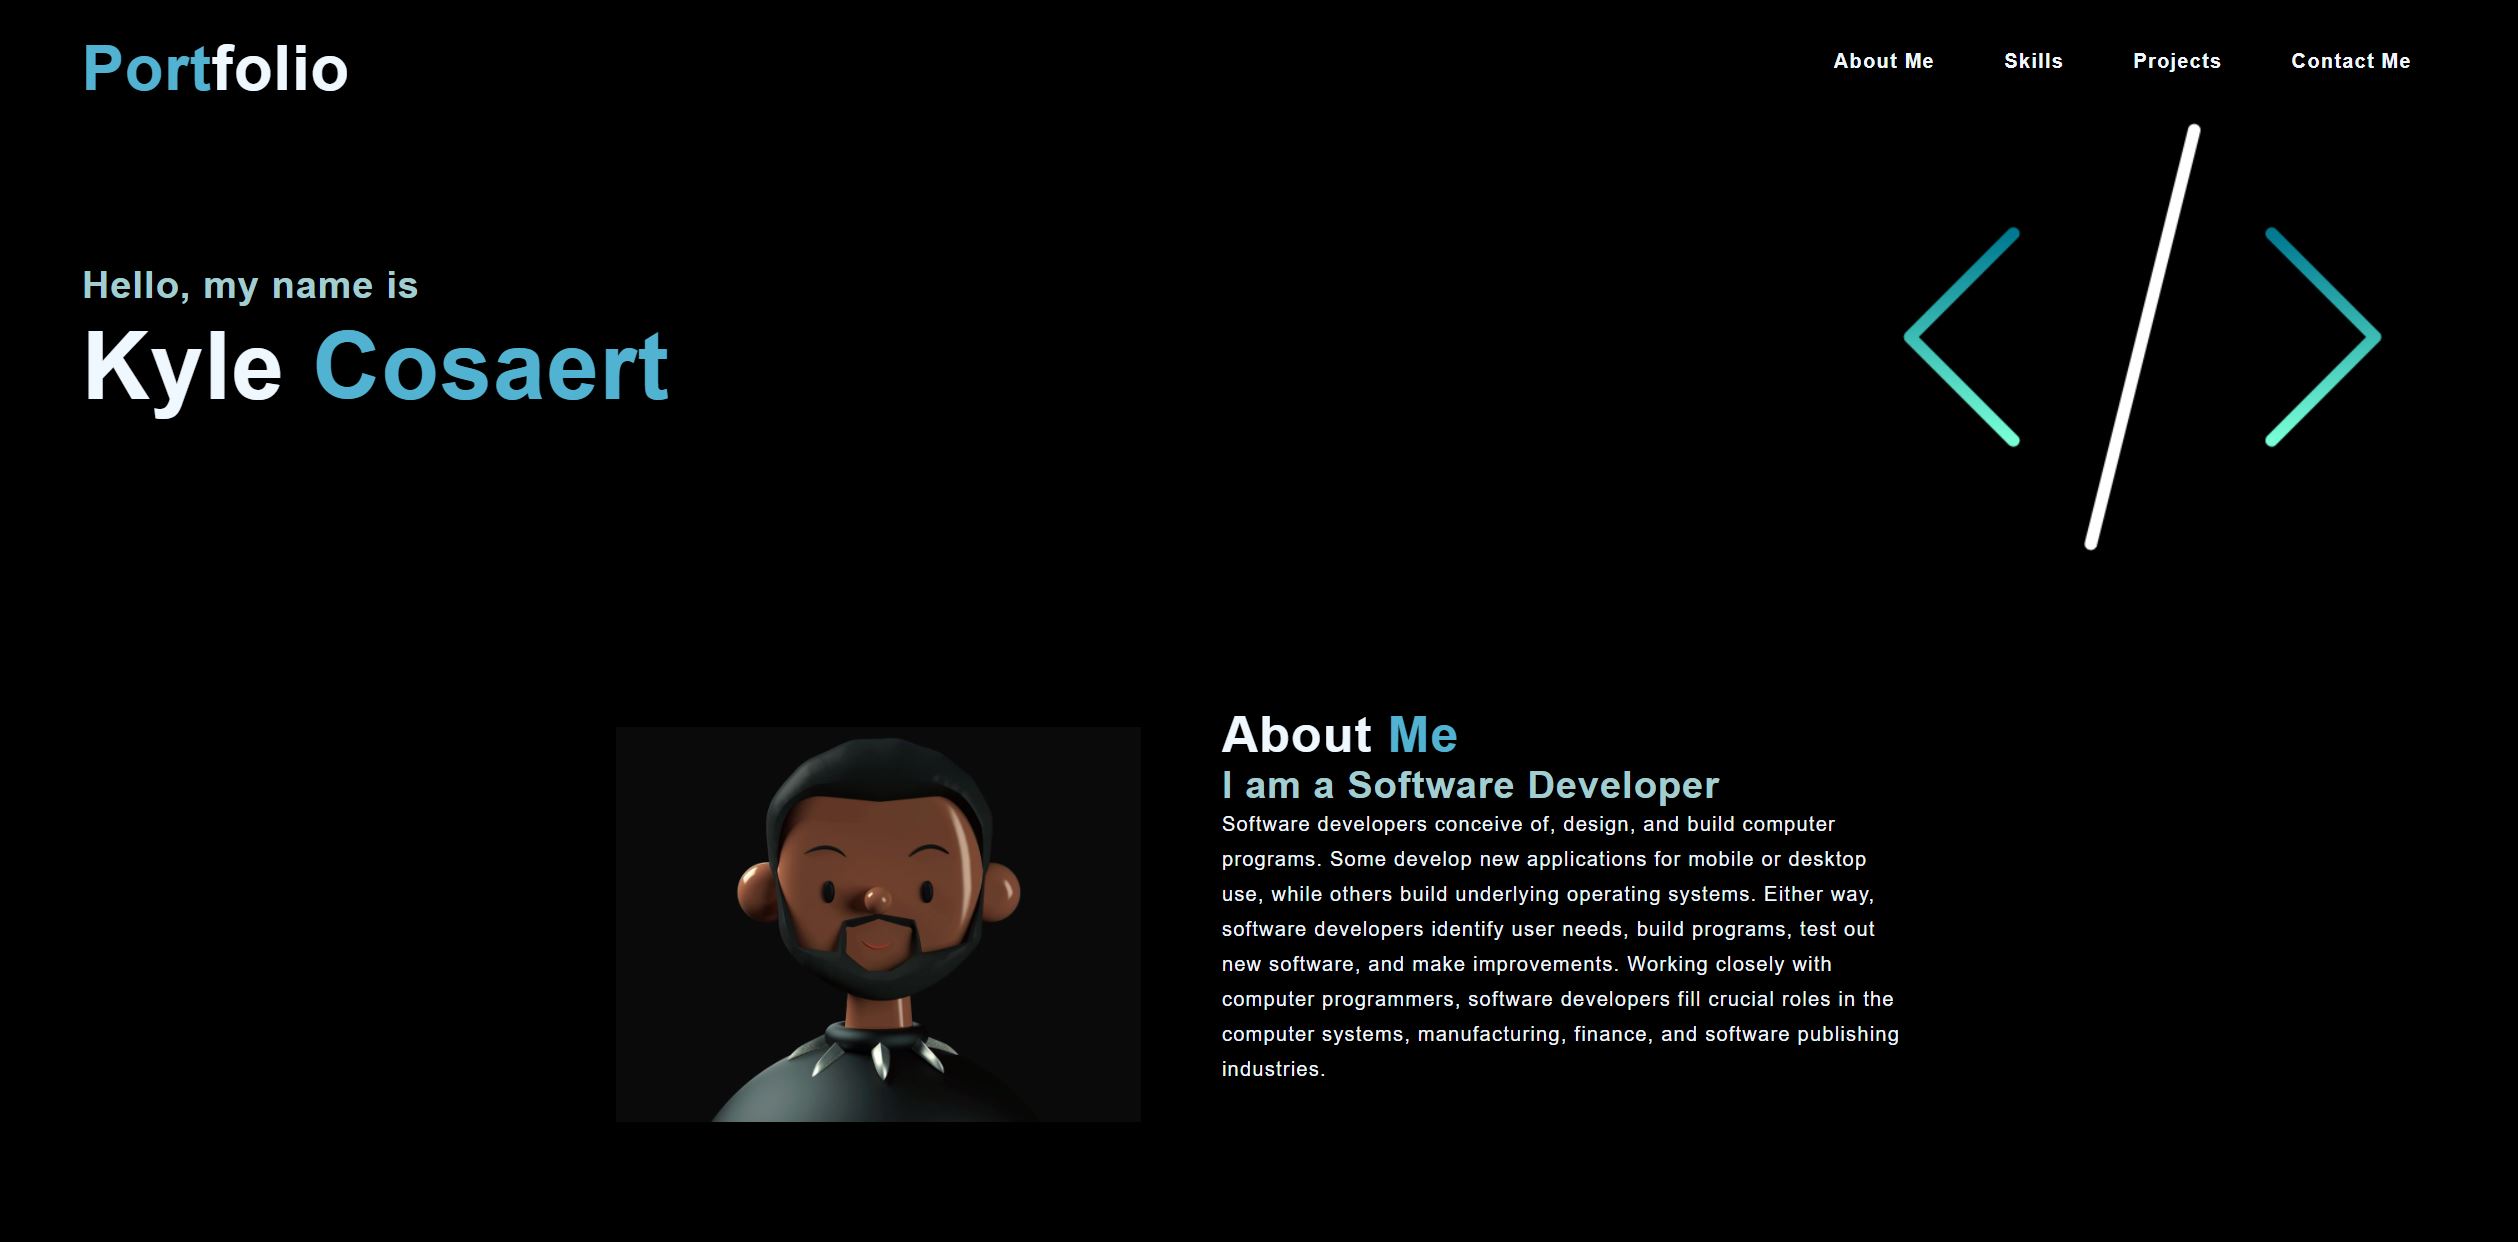 Portfolio
About Me
Skills
Projects
Contact Me
Hello, my name is
Kyle Cosaert
About Me
I am a Software Developer
Software developers conceive of, design, and build computer
programs. Some develop new applications for mobile or desktop
use, while others build underlying operating systems. Either way,
software developers identify user needs, build programs, test out
new software, and make improvements. Working closely with
computer programmers, software developers fill crucial roles in the
computer systems, manufacturing, finance, and software publishing
industries.